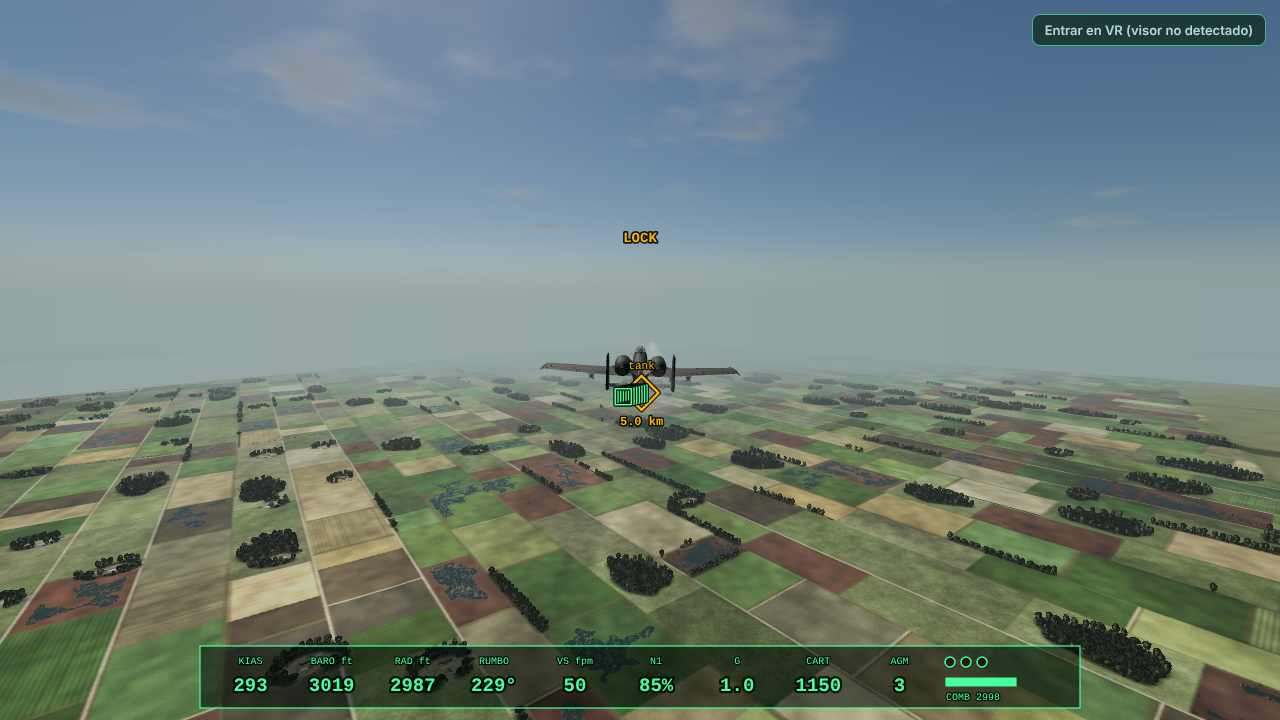 Entrar en VR (visor no detectado)
LOCK
tank
5.0 km
KIAS BARO ft RAD ft RUMBO VS fpm N1 G CART AGM
293 3019 2987 229° 50 85% 1.0 1150 3
COMB 2998